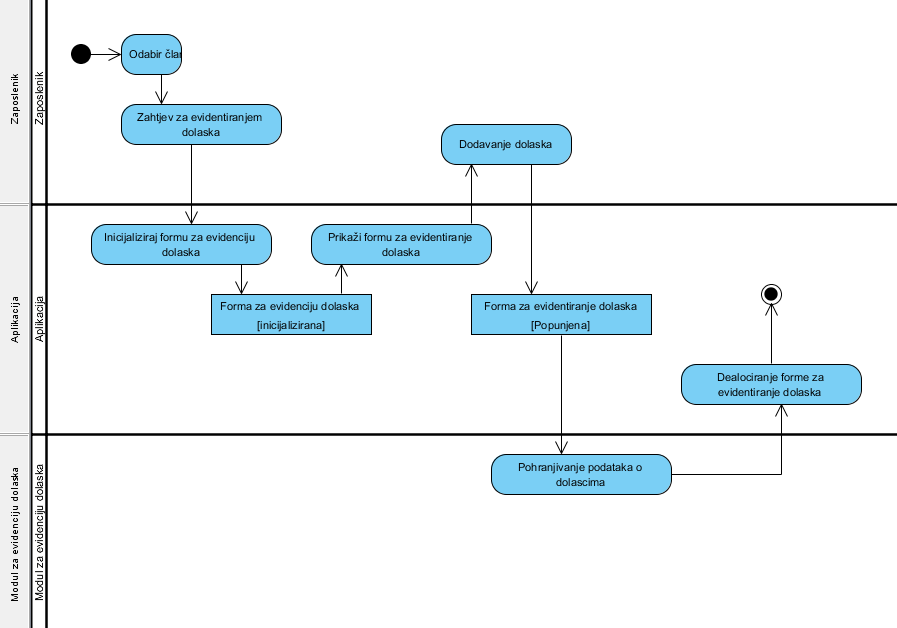 Zaposlenik
Zaposlenik
Odabir član
Zahtjev za evidentiranjem
dolaska
Dodavanje dolaska
Aplikacija
Aplikacija
Inicijaliziraj formu za evidenciju
dolaska
Prikaži formu za evidentiranje
dolaska
Forma za evidenciju dolaska
[inicijalizirana]
Forma za evidentiranje dolaska
[Popunjena]
Dealociranje forme za
evidentiranje dolaska
Modul za evidenciju dolaska
Modul za evidenciju dolaska
Pohranjivanje podataka o
dolascima